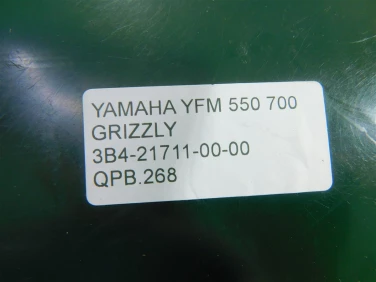 YAMAHA YFM 550 700
GRIZZLY
3B4-21711-00-00
QPB.268